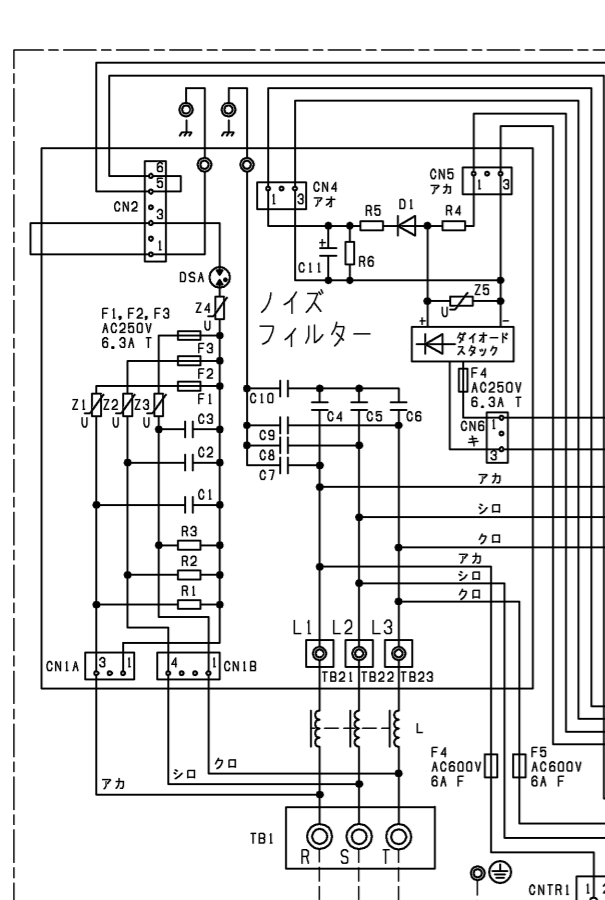 6
5
CN2
3
1
CN4
アオ
1 3
CN5
アカ
1 3
R5
D1
R4
+
C11
R6
DSA
Z4
U
ノイズ
フィルター
Z5
U
F1,F2,F3
AC250V
6.3A T
+ −
ダイオード
スタック
F3
F2
F1
F4
AC250V
6.3A T
Z1
U
Z2
U
Z3
U
C10
C4
C5
C6
C3
C9
C8
C7
CN6
キ
1
3
C2
C1
アカ
シロ
クロ
R3
R2
R1
アカ
シロ
クロ
L1 L2 L3
CN1A
3 1
4 1
CN1B
TB21 TB22 TB23
L
F4
AC600V
6A F
F5
AC600V
6A F
クロ
シロ
アカ
TB1
R S T
CNTR1
1 2